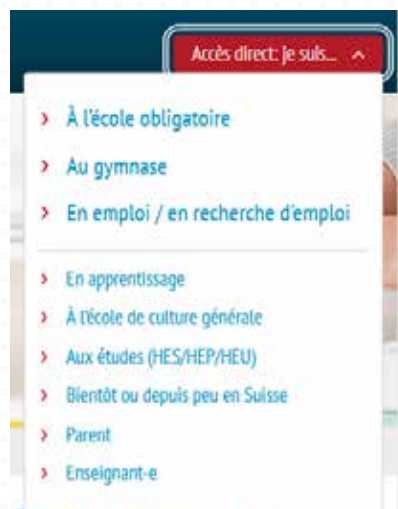 Accès direct: Je suis...
À l'école obligatoire
Au gymnase
En emploi / en recherche d'emploi
En apprentissage
À l'école de culture générale
Aux études (HES/HEP/HEU)
Bientôt ou depuis peu en Suisse
Parent
Enseignant-e